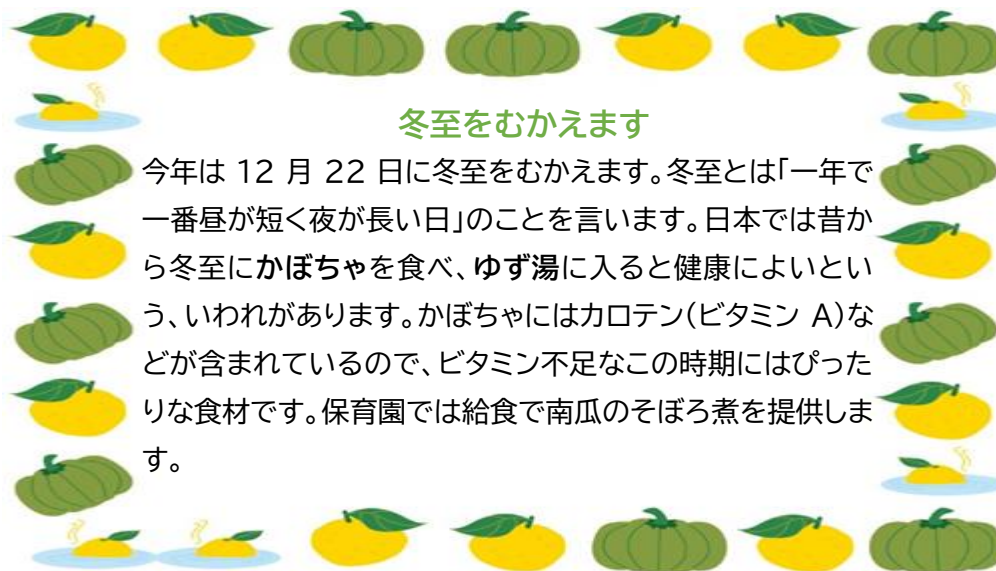 冬至をむかえます
今年は 12 月 22 日に冬至をむかえます。冬至とは「一年で
一番昼が短く夜が長い日」のことを言います。日本では昔か
ら冬至にかぼちゃを食べ、ゆず湯に入ると健康によいとい
う、いわれがあります。かぼちゃにはカロテン(ビタミン A)な
どが含まれているので、ビタミン不足なこの時期にはぴった
りな食材です。保育園では給食で南瓜のそぼろ煮を提供しま
す。